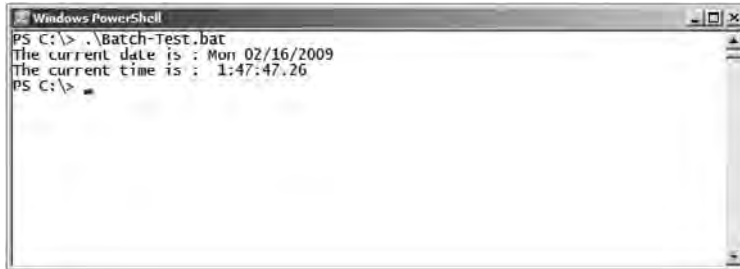 Windows PowerShell
PS C:\> .\Batch-Test.bat
The current date is : Mon 02/16/2009
The current time is :  1:47:47.26
PS C:\> _